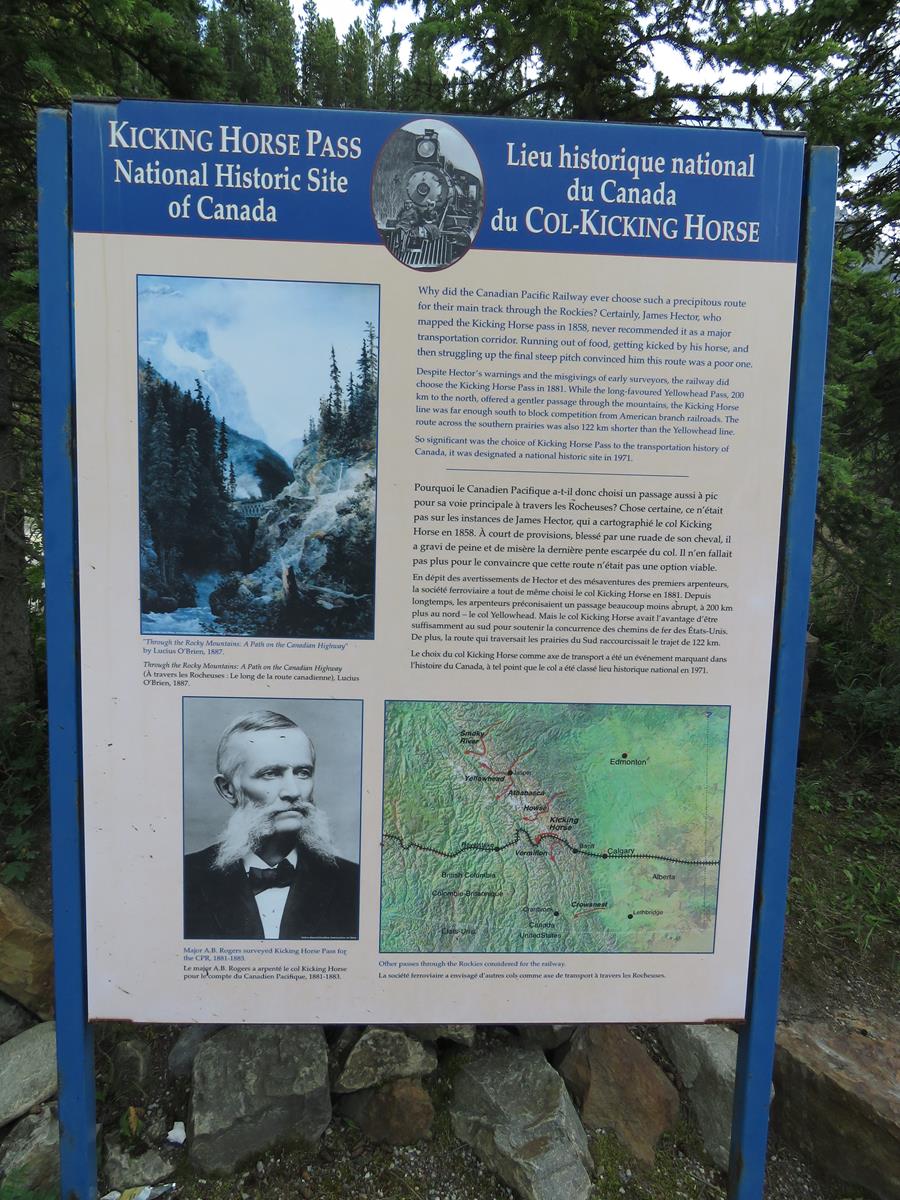 KICKING HORSE PASS
National Historic Site
of Canada
Lieu historique national
du Canada
du COL-KICKING HORSE
Why did the Canadian Pacific Railway ever choose such a precipitous route
for their main track through the Rockies? Certainly, James Hector, who
mapped the Kicking Horse pass in 1858, never recommended it as a major
transportation corridor. Running out of food, getting kicked by his horse, and
then struggling up the final steep pitch convinced him this route was a poor one.
Despite Hector's warnings and the misgivings of early surveyors, the railway did
choose the Kicking Horse Pass in 1881. While the long-favoured Yellowhead Pass, 200
km to the north, offered a gentler passage through the mountains, the Kicking Horse
line was far enough south to block competition from American branch railroads. The
route across the southern prairies was also 122 km shorter than the Yellowhead line.
So significant was the choice of Kicking Horse Pass to the transportation history of
Canada, it was designated a national historic site in 1971.
Pourquoi le Canadien Pacifique a-t-il donc choisi un passage aussi à pic
pour sa voie principale à travers les Rocheuses? Chose certaine, ce n'était
pas sur les instances de James Hector, qui a cartographié le col Kicking
Horse en 1858. À court de provisions, blessé par une ruade de son cheval, il
a gravi de peine et de misère la dernière pente escarpée du col. Il n'en fallait
pas plus pour le convaincre que cette route n'était pas une option viable.
En dépit des avertissements de Hector et des mésaventures des premiers arpenteurs,
la société ferroviaire a tout de même choisi le col Kicking Horse en 1881. Depuis
longtemps, les arpenteurs préconisaient un passage beaucoup moins abrupt, à 200 km
plus au nord – le col Yellowhead. Mais le col Kicking Horse avait l'avantage d'être
suffisamment au sud pour soutenir la concurrence des chemins de fer des États-Unis.
De plus, la route qui traversait les prairies du Sud raccourcissait le trajet de 122 km.
Le choix du col Kicking Horse comme axe de transport a été un événement marquant dans
l'histoire du Canada, à tel point que le col a été classé lieu historique national en 1971.
"Through the Rocky Mountains: A Path on the Canadian Highway"
by Lucius O'Brien, 1887.
Through the Rocky Mountains: A Path on the Canadian Highway
(À travers les Rocheuses : Le long de la route canadienne), Lucius
O'Brien, 1887.
Major A.B. Rogers surveyed Kicking Horse Pass for
the CPR, 1881-1883.
Le major A.B. Rogers a arpenté le col Kicking Horse
pour le compte du Canadien Pacifique, 1881-1883.
Smoky
River
Edmonton
Jasper
Yellowhead
Athabasca
Howse
Kicking
Horse
Revelstoke
Banff
Vermilion
Calgary
British Columbia
Colombie-Britannique
Alberta
Cranbrook
Crowsnest
Lethbridge
Canada
États-Unis
United States
Other passes through the Rockies considered for the railway.
La société ferroviaire a envisagé d'autres cols comme axe de transport à travers les Rocheuses.